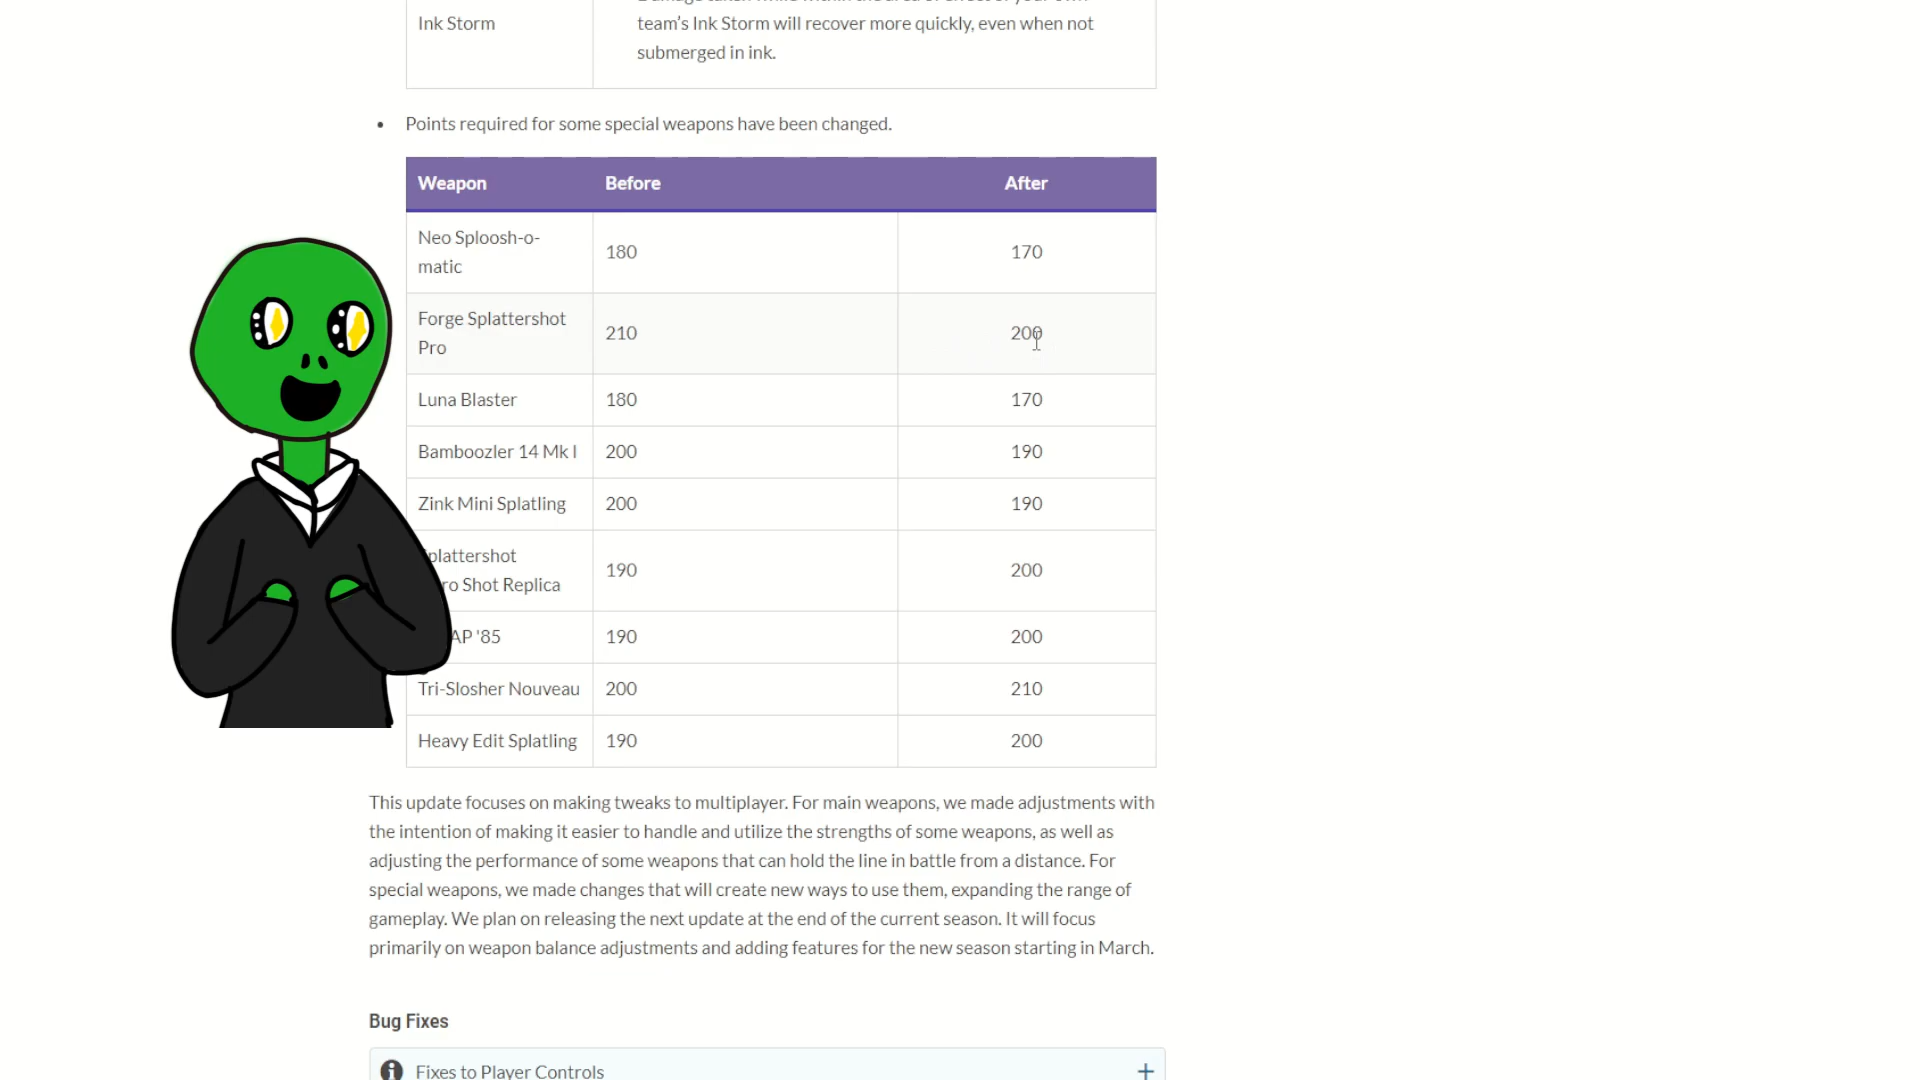 Ink Storm
team's Ink Storm will recover more quickly, even when not
submerged in ink.
• Points required for some special weapons have been changed.
Weapon Before After
Neo Sploosh-o-
matic
180 170
Forge Splattershot
Pro
210 200
Luna Blaster 180 170
Bamboozler 14 Mk I 200 190
Zink Mini Splatling 200 190
Splattershot
Shot Replica
190 200
'85 190 200
Tri-Slosher Nouveau 200 210
Heavy Edit Splatling 190 200
This update focuses on making tweaks to multiplayer. For main weapons, we made adjustments with
the intention of making it easier to handle and utilize the strengths of some weapons, as well as
adjusting the performance of some weapons that can hold the line in battle from a distance. For
special weapons, we made changes that will create new ways to use them, expanding the range of
gameplay. We plan on releasing the next update at the end of the current season. It will focus
primarily on weapon balance adjustments and adding features for the new season starting in March.
Bug Fixes
Fixes to Player Controls